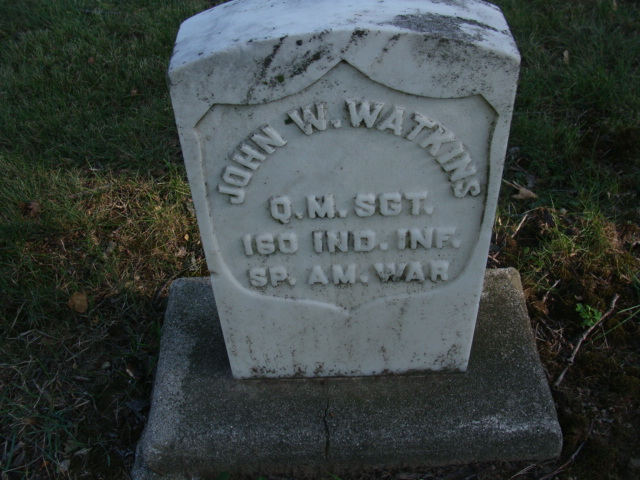 JOHN W. WATKINS
Q. M. SGT.
160 IND. INF.
SP. AM. WAR